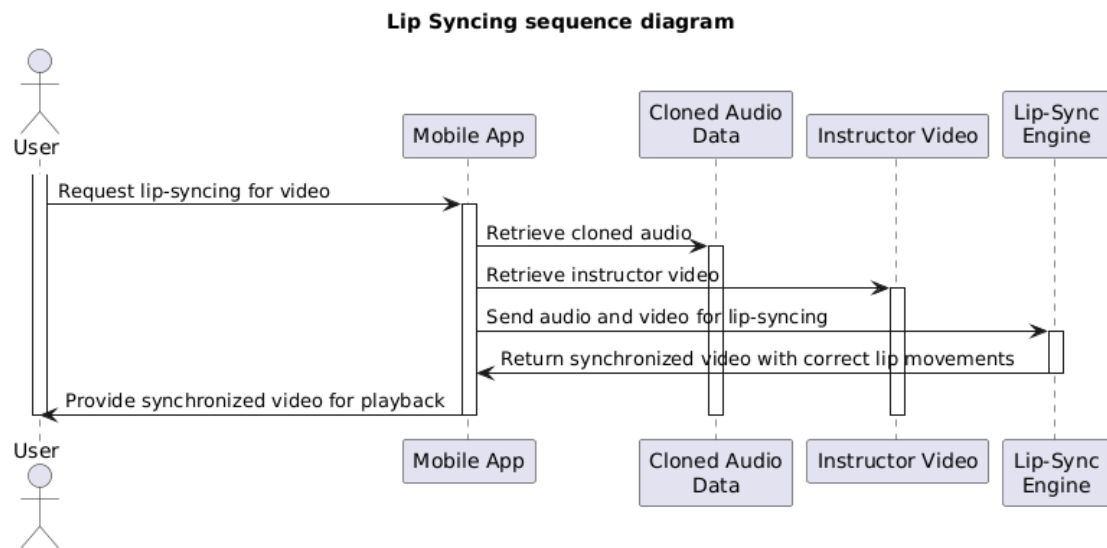 Lip Syncing sequence diagram
User
Mobile App
Cloned Audio
Data
Instructor Video
Lip-Sync
Engine
Request lip-syncing for video
Retrieve cloned audio
Retrieve instructor video
Send audio and video for lip-syncing
Return synchronized video with correct lip movements
Provide synchronized video for playback
User
Mobile App
Cloned Audio
Data
Instructor Video
Lip-Sync
Engine